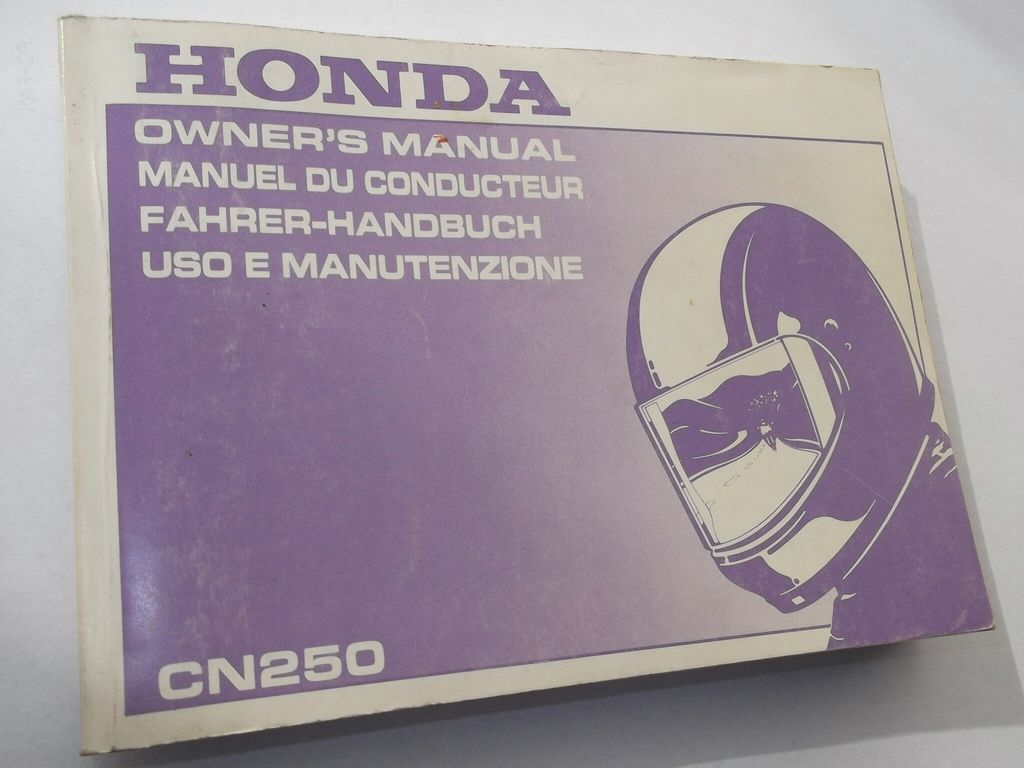 HONDA
OWNER'S MANUAL
MANUEL DU CONDUCTEUR
FAHRER-HANDBUCH
USO E MANUTENZIONE
CN250